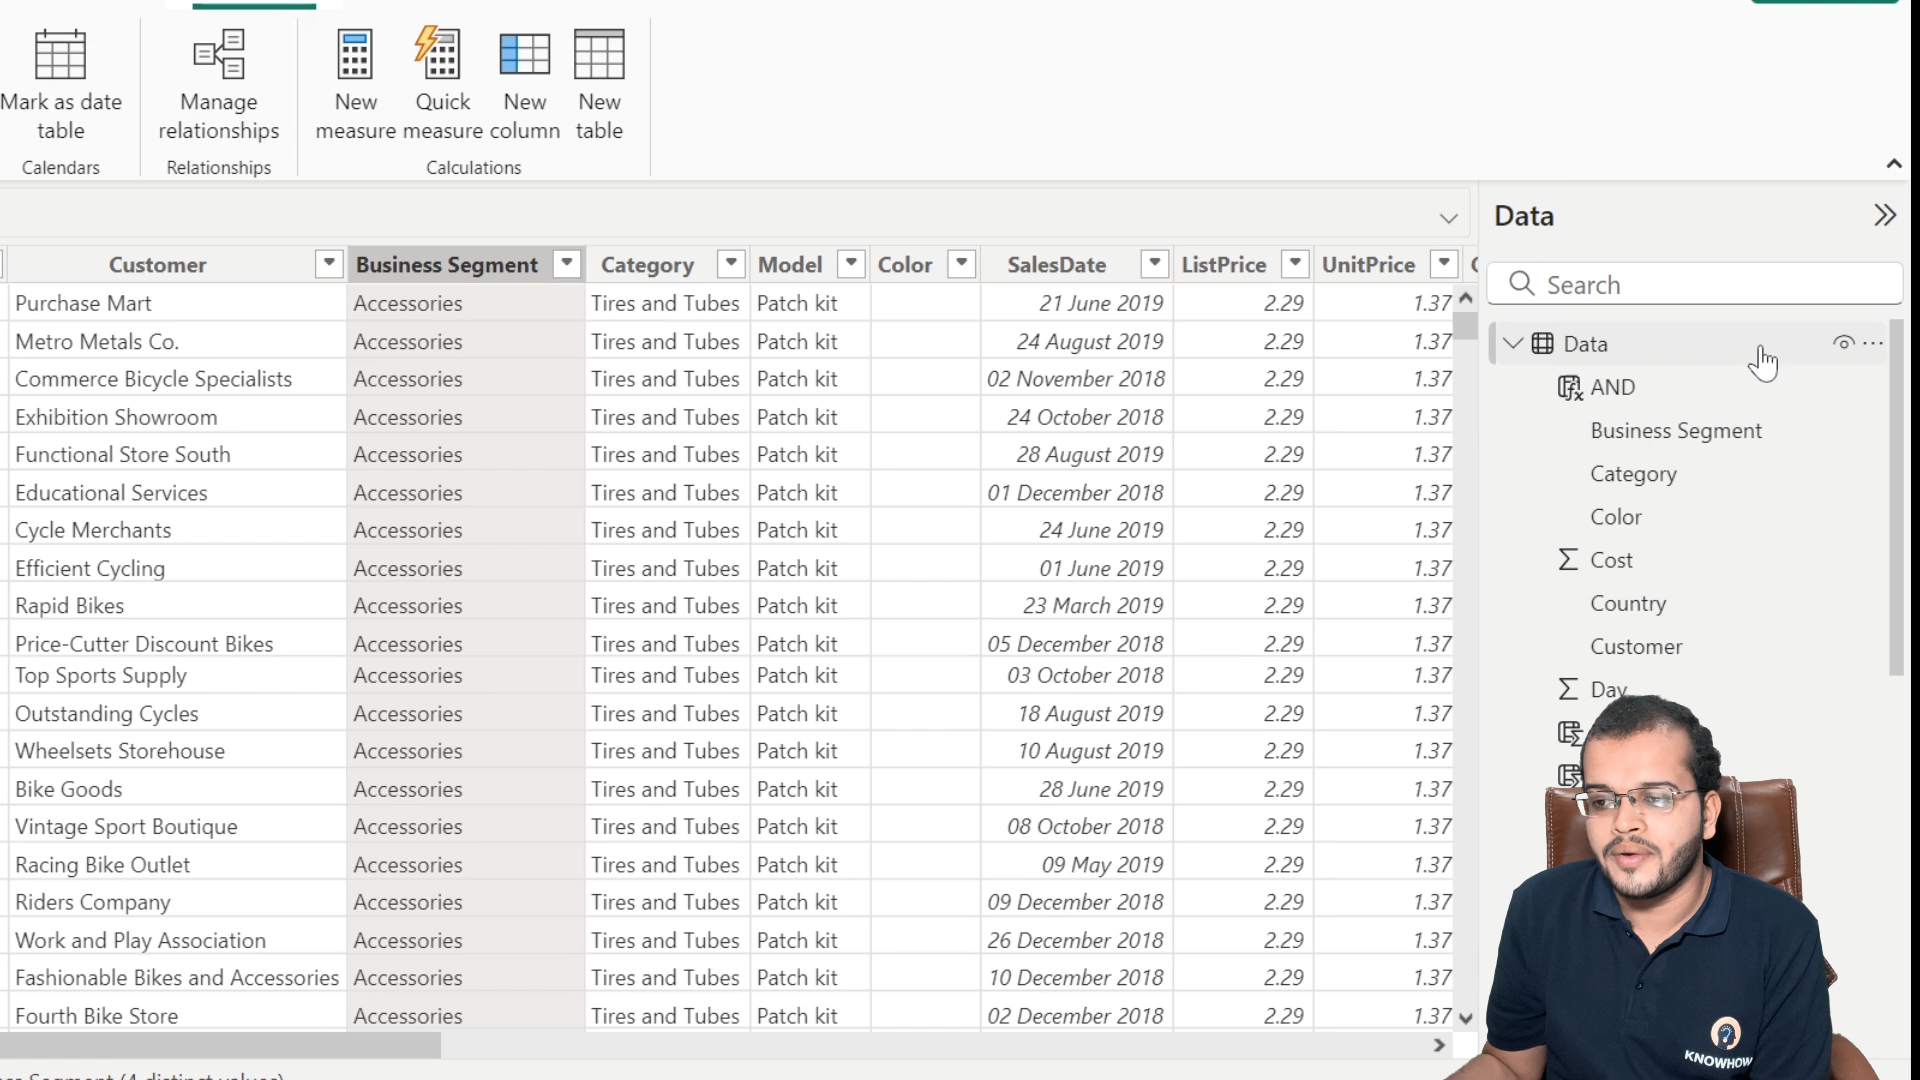 Mark as date
table
Calendars
Manage
relationships
Relationships
New
measure
Quick
measure
New
column
New
table
Calculations
Data
Search
Data
AND
Business Segment
Category
Color
Cost
Country
Customer
Day
Customer Business Segment Category Model Color SalesDate ListPrice UnitPrice
Purchase Mart Accessories Tires and Tubes Patch kit 21 June 2019 2.29 1.37
Metro Metals Co. Accessories Tires and Tubes Patch kit 24 August 2019 2.29 1.37
Commerce Bicycle Specialists Accessories Tires and Tubes Patch kit 02 November 2018 2.29 1.37
Exhibition Showroom Accessories Tires and Tubes Patch kit 24 October 2018 2.29 1.37
Functional Store South Accessories Tires and Tubes Patch kit 28 August 2019 2.29 1.37
Educational Services Accessories Tires and Tubes Patch kit 01 December 2018 2.29 1.37
Cycle Merchants Accessories Tires and Tubes Patch kit 24 June 2019 2.29 1.37
Efficient Cycling Accessories Tires and Tubes Patch kit 01 June 2019 2.29 1.37
Rapid Bikes Accessories Tires and Tubes Patch kit 23 March 2019 2.29 1.37
Price-Cutter Discount Bikes Accessories Tires and Tubes Patch kit 05 December 2018 2.29 1.37
Top Sports Supply Accessories Tires and Tubes Patch kit 03 October 2018 2.29 1.37
Outstanding Cycles Accessories Tires and Tubes Patch kit 18 August 2019 2.29 1.37
Wheelsets Storehouse Accessories Tires and Tubes Patch kit 10 August 2019 2.29 1.37
Bike Goods Accessories Tires and Tubes Patch kit 28 June 2019 2.29 1.37
Vintage Sport Boutique Accessories Tires and Tubes Patch kit 08 October 2018 2.29 1.37
Racing Bike Outlet Accessories Tires and Tubes Patch kit 09 May 2019 2.29 1.37
Riders Company Accessories Tires and Tubes Patch kit 09 December 2018 2.29 1.37
Work and Play Association Accessories Tires and Tubes Patch kit 26 December 2018 2.29 1.37
Fashionable Bikes and Accessories Accessories Tires and Tubes Patch kit 10 December 2018 2.29 1.37
Fourth Bike Store Accessories Tires and Tubes Patch kit 02 December 2018 2.29 1.37
Segment (4 distinct values)
KNOWHOW